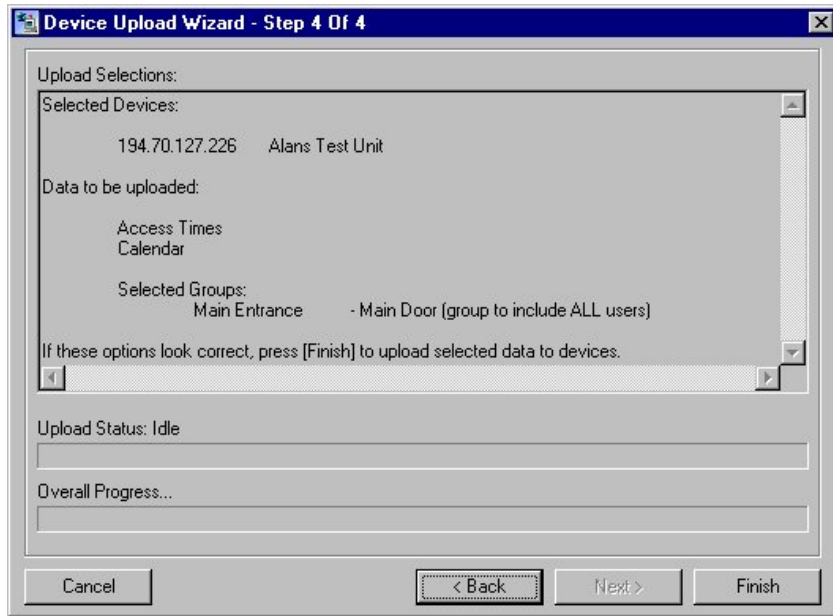 Device Upload Wizard - Step 4 Of 4
Upload Selections:
Selected Devices:
194.70.127.226 Alans Test Unit
Data to be uploaded:
Access Times
Calendar
Selected Groups:
Main Entrance - Main Door (group to include ALL users)
If these options look correct, press [Finish] to upload selected data to devices.
Upload Status: Idle
Overall Progress...
Cancel < Back Next > Finish